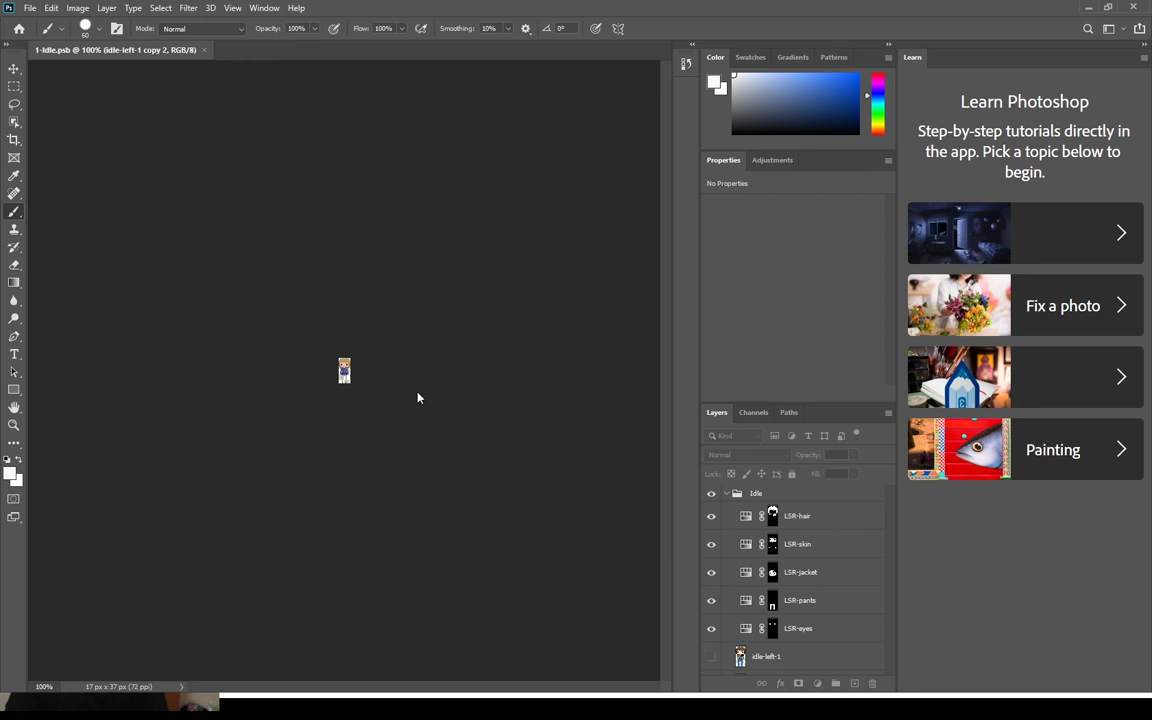 Ps File Edit Image Layer Type Select Filter 3D View Window Help
60 Mode: Normal Opacity: 100% Flow: 100% Smoothing: 10% 0°
1-Idle.psb @ 100% (idle-left-1 copy 2, RGB/8) ×
Color Swatches Gradients Patterns
Learn
Learn Photoshop
Step-by-step tutorials directly in
the app. Pick a topic below to
begin.
Properties Adjustments
No Properties
Fix a photo
Painting
Layers Channels Paths
Kind
Normal Opacity:
Lock: Fill:
Idle
LSR-hair
LSR-skin
LSR-jacket
LSR-pants
LSR-eyes
idle-left-1
100% 17 px x 37 px (72 ppi)